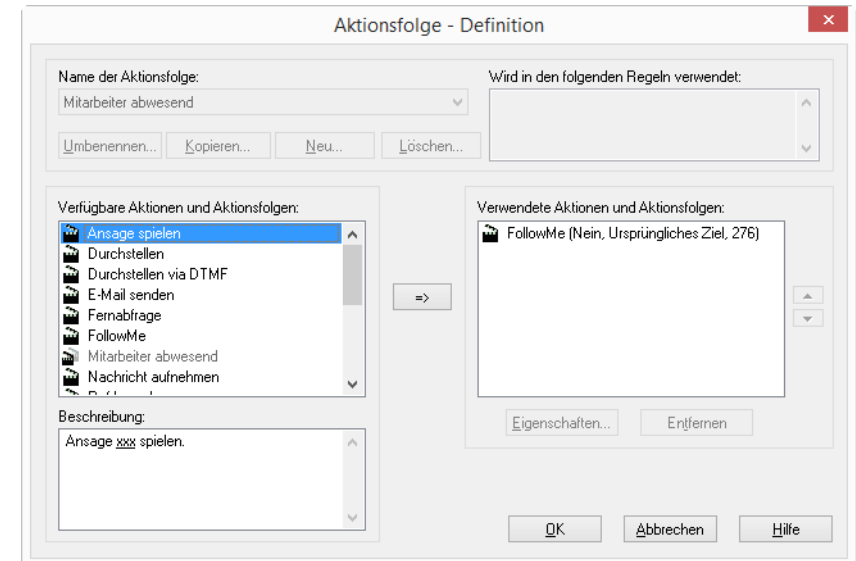 Aktionsfolge - Definition
Name der Aktionsfolge:
Mitarbeiter abwesend
Umbenennen... Kopieren... Neu... Löschen...
Wird in den folgenden Regeln verwendet:
Verfügbare Aktionen und Aktionsfolgen:
Ansage spielen
Durchstellen
Durchstellen via DTMF
E-Mail senden
Fernabfrage
FollowMe
Mitarbeiter abwesend
Nachricht aufnehmen
Beschreibung:
Ansage xxx spielen.
=>
Verwendete Aktionen und Aktionsfolgen:
FollowMe (Nein, Ursprüngliches Ziel, 276)
Eigenschaften... Entfernen
OK Abbrechen Hilfe